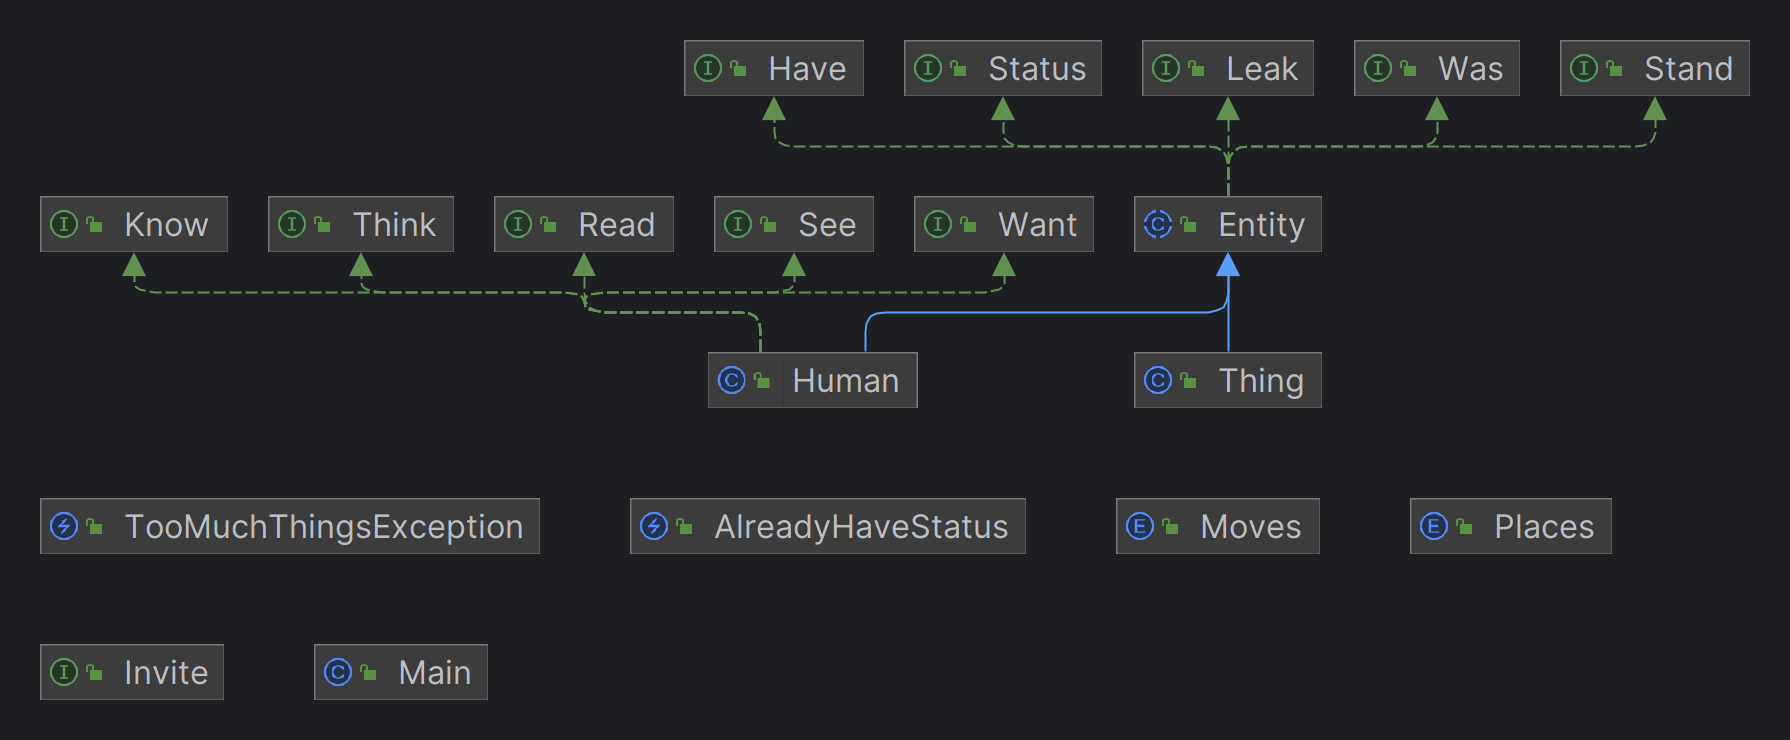 Have Status Leak Was Stand
Know Think Read See Want Entity
Human Thing
TooMuchThingsException AlreadyHaveStatus Moves Places
Invite Main